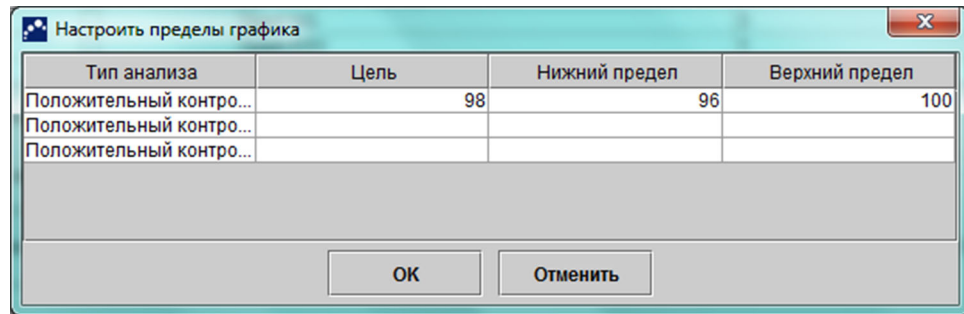 Настроить пределы графика
Тип анализа Цель Нижний предел Верхний предел
Положительный контро... 98 96 100
Положительный контро...
Положительный контро...
OK Отменить